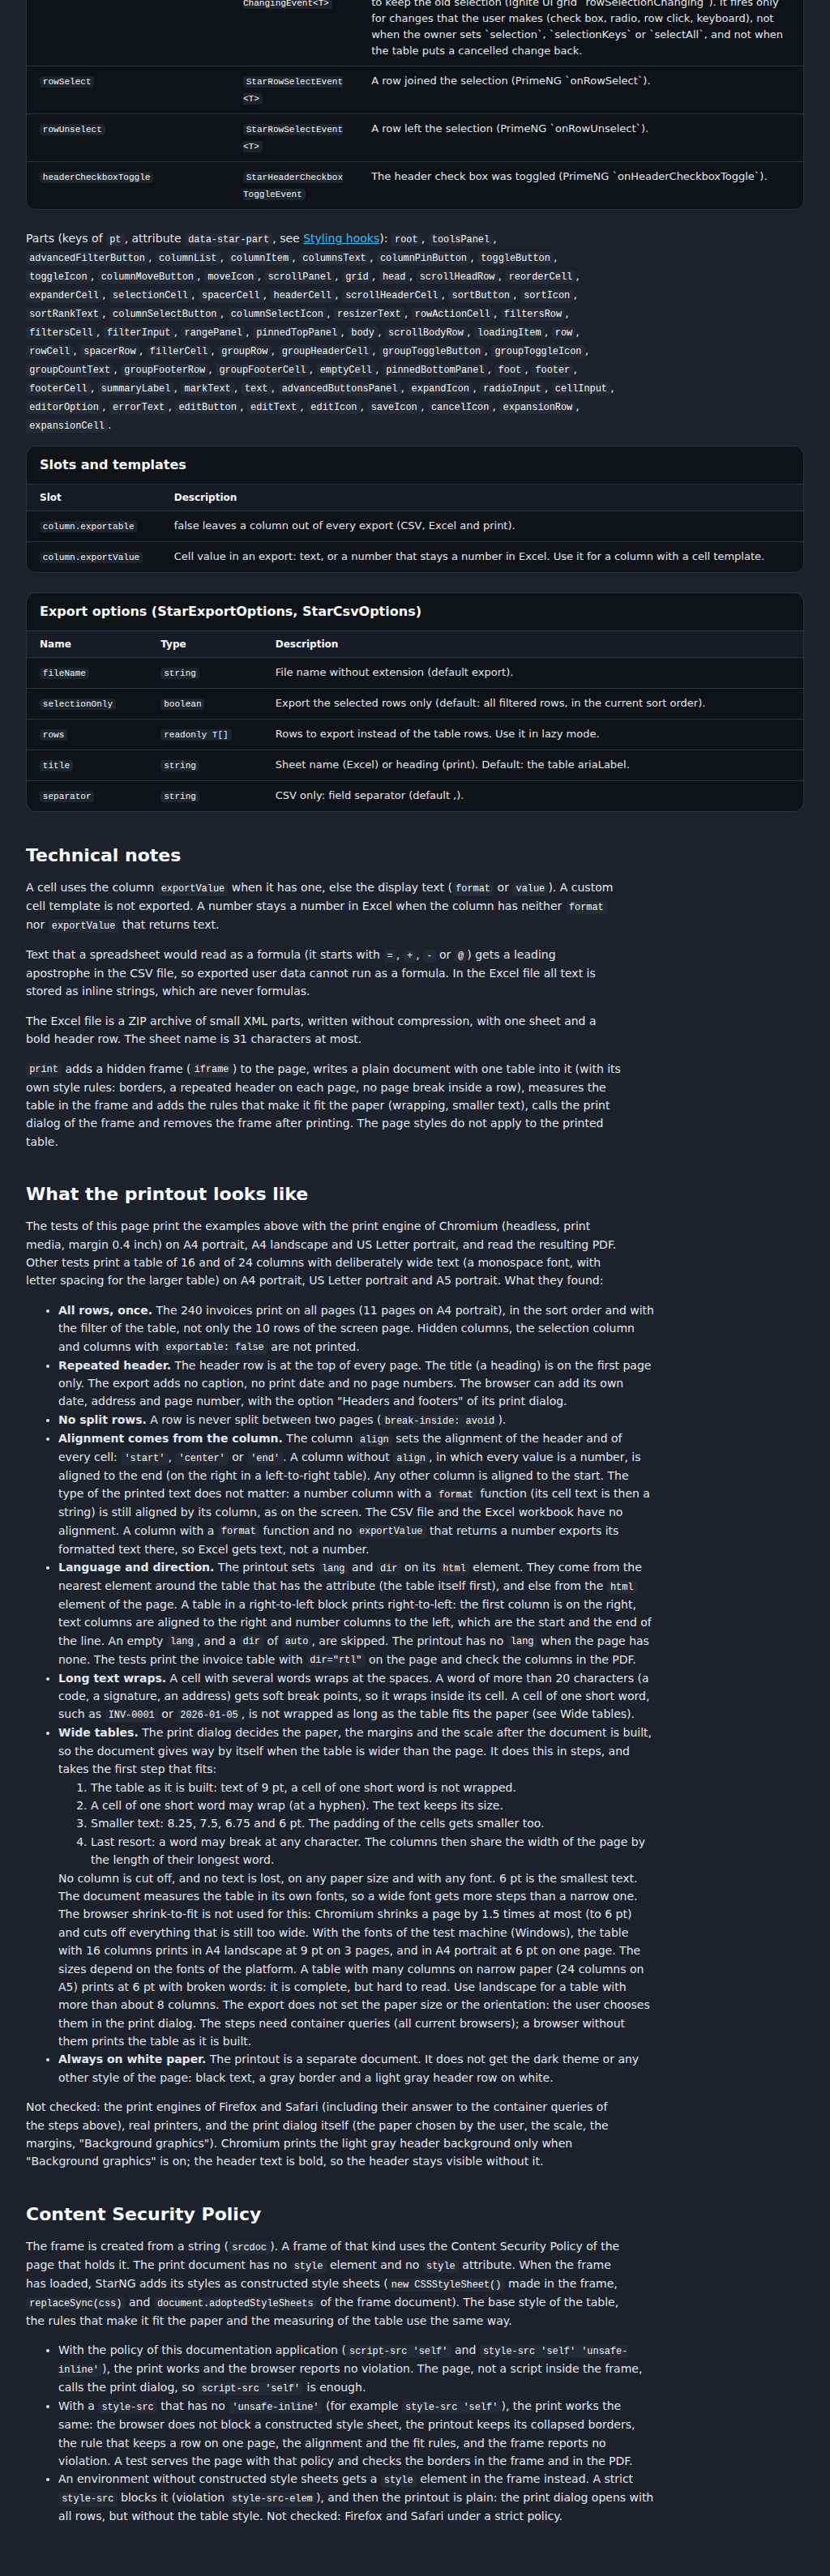 ChangingEvent<T>
to keep the old selection (Ignite UI grid `rowSelectionChanging`). It fires only
for changes that the user makes (check box, radio, row click, keyboard), not
when the owner sets `selection`, `selectionKeys` or `selectAll`, and not when
the table puts a cancelled change back.
rowSelect
StarRowSelectEvent
<T>
A row joined the selection (PrimeNG `onRowSelect`).
rowUnselect
StarRowSelectEvent
<T>
A row left the selection (PrimeNG `onRowUnselect`).
headerCheckboxToggle
StarHeaderCheckbox
ToggleEvent
The header check box was toggled (PrimeNG `onHeaderCheckboxToggle`).
Parts (keys of pt, attribute data-star-part, see Styling hooks): root, toolsPanel,
advancedFilterButton, columnList, columnItem, columnsText, columnPinButton, toggleButton,
toggleIcon, columnMoveButton, moveIcon, scrollPanel, grid, head, scrollHeadRow, reorderCell,
expanderCell, selectionCell, spacerCell, headerCell, scrollHeaderCell, sortButton, sortIcon,
sortRankText, columnSelectButton, columnSelectIcon, resizerText, rowActionCell, filtersRow,
filtersCell, filterInput, rangePanel, pinnedTopPanel, body, scrollBodyRow, loadingItem, row,
rowCell, spacerRow, fillerCell, groupRow, groupHeaderCell, groupToggleButton, groupToggleIcon,
groupCountText, groupFooterRow, groupFooterCell, emptyCell, pinnedBottomPanel, foot, footer,
footerCell, summaryLabel, markText, text, advancedButtonsPanel, expandIcon, radioInput, cellInput,
editorOption, errorText, editButton, editText, editIcon, saveIcon, cancelIcon, expansionRow,
expansionCell.
Slots and templates
Slot Description
column.exportable false leaves a column out of every export (CSV, Excel and print).
column.exportValue Cell value in an export: text, or a number that stays a number in Excel. Use it for a column with a cell template.
Export options (StarExportOptions, StarCsvOptions)
Name Type Description
fileName string File name without extension (default export).
selectionOnly boolean Export the selected rows only (default: all filtered rows, in the current sort order).
rows readonly T[] Rows to export instead of the table rows. Use it in lazy mode.
title string Sheet name (Excel) or heading (print). Default: the table ariaLabel.
separator string CSV only: field separator (default ,).
Technical notes
A cell uses the column exportValue when it has one, else the display text (format or value). A custom
cell template is not exported. A number stays a number in Excel when the column has neither format
nor exportValue that returns text.
Text that a spreadsheet would read as a formula (it starts with =, +, - or @) gets a leading
apostrophe in the CSV file, so exported user data cannot run as a formula. In the Excel file all text is
stored as inline strings, which are never formulas.
The Excel file is a ZIP archive of small XML parts, written without compression, with one sheet and a
bold header row. The sheet name is 31 characters at most.
print adds a hidden frame (iframe) to the page, writes a plain document with one table into it (with its
own style rules: borders, a repeated header on each page, no page break inside a row), measures the
table in the frame and adds the rules that make it fit the paper (wrapping, smaller text), calls the print
dialog of the frame and removes the frame after printing. The page styles do not apply to the printed
table.
What the printout looks like
The tests of this page print the examples above with the print engine of Chromium (headless, print
media, margin 0.4 inch) on A4 portrait, A4 landscape and US Letter portrait, and read the resulting PDF.
Other tests print a table of 16 and of 24 columns with deliberately wide text (a monospace font, with
letter spacing for the larger table) on A4 portrait, US Letter portrait and A5 portrait. What they found:
• All rows, once. The 240 invoices print on all pages (11 pages on A4 portrait), in the sort order and with
the filter of the table, not only the 10 rows of the screen page. Hidden columns, the selection column
and columns with exportable: false are not printed.
• Repeated header. The header row is at the top of every page. The title (a heading) is on the first page
only. The export adds no caption, no print date and no page numbers. The browser can add its own
date, address and page number, with the option "Headers and footers" of its print dialog.
• No split rows. A row is never split between two pages (break-inside: avoid).
• Alignment comes from the column. The column align sets the alignment of the header and of
every cell: 'start', 'center' or 'end'. A column without align, in which every value is a number, is
aligned to the end (on the right in a left-to-right table). Any other column is aligned to the start. The
type of the printed text does not matter: a number column with a format function (its cell text is then a
string) is still aligned by its column, as on the screen. The CSV file and the Excel workbook have no
alignment. A column with a format function and no exportValue that returns a number exports its
formatted text there, so Excel gets text, not a number.
• Language and direction. The printout sets lang and dir on its html element. They come from the
nearest element around the table that has the attribute (the table itself first), and else from the html
element of the page. A table in a right-to-left block prints right-to-left: the first column is on the right,
text columns are aligned to the right and number columns to the left, which are the start and the end of
the line. An empty lang, and a dir of auto, are skipped. The printout has no lang when the page has
none. The tests print the invoice table with dir="rtl" on the page and check the columns in the PDF.
• Long text wraps. A cell with several words wraps at the spaces. A word of more than 20 characters (a
code, a signature, an address) gets soft break points, so it wraps inside its cell. A cell of one short word,
such as INV-0001 or 2026-01-05, is not wrapped as long as the table fits the paper (see Wide tables).
• Wide tables. The print dialog decides the paper, the margins and the scale after the document is built,
so the document gives way by itself when the table is wider than the page. It does this in steps, and
takes the first step that fits:
1. The table as it is built: text of 9 pt, a cell of one short word is not wrapped.
2. A cell of one short word may wrap (at a hyphen). The text keeps its size.
3. Smaller text: 8.25, 7.5, 6.75 and 6 pt. The padding of the cells gets smaller too.
4. Last resort: a word may break at any character. The columns then share the width of the page by
the length of their longest word.
No column is cut off, and no text is lost, on any paper size and with any font. 6 pt is the smallest text.
The document measures the table in its own fonts, so a wide font gets more steps than a narrow one.
The browser shrink-to-fit is not used for this: Chromium shrinks a page by 1.5 times at most (to 6 pt)
and cuts off everything that is still too wide. With the fonts of the test machine (Windows), the table
with 16 columns prints in A4 landscape at 9 pt on 3 pages, and in A4 portrait at 6 pt on one page. The
sizes depend on the fonts of the platform. A table with many columns on narrow paper (24 columns on
A5) prints at 6 pt with broken words: it is complete, but hard to read. Use landscape for a table with
more than about 8 columns. The export does not set the paper size or the orientation: the user chooses
them in the print dialog. The steps need container queries (all current browsers); a browser without
them prints the table as it is built.
• Always on white paper. The printout is a separate document. It does not get the dark theme or any
other style of the page: black text, a gray border and a light gray header row on white.
Not checked: the print engines of Firefox and Safari (including their answer to the container queries of
the steps above), real printers, and the print dialog itself (the paper chosen by the user, the scale, the
margins, "Background graphics"). Chromium prints the light gray header background only when
"Background graphics" is on; the header text is bold, so the header stays visible without it.
Content Security Policy
The frame is created from a string (srcdoc). A frame of that kind uses the Content Security Policy of the
page that holds it. The print document has no style element and no style attribute. When the frame
has loaded, StarNG adds its styles as constructed style sheets (new CSSStyleSheet() made in the frame,
replaceSync(css) and document.adoptedStyleSheets of the frame document). The base style of the table,
the rules that make it fit the paper and the measuring of the table use the same way.
• With the policy of this documentation application (script-src 'self' and style-src 'self' 'unsafe-
inline'), the print works and the browser reports no violation. The page, not a script inside the frame,
calls the print dialog, so script-src 'self' is enough.
• With a style-src that has no 'unsafe-inline' (for example style-src 'self'), the print works the
same: the browser does not block a constructed style sheet, the printout keeps its collapsed borders,
the rule that keeps a row on one page, the alignment and the fit rules, and the frame reports no
violation. A test serves the page with that policy and checks the borders in the frame and in the PDF.
• An environment without constructed style sheets gets a style element in the frame instead. A strict
style-src blocks it (violation style-src-elem), and then the printout is plain: the print dialog opens with
all rows, but without the table style. Not checked: Firefox and Safari under a strict policy.